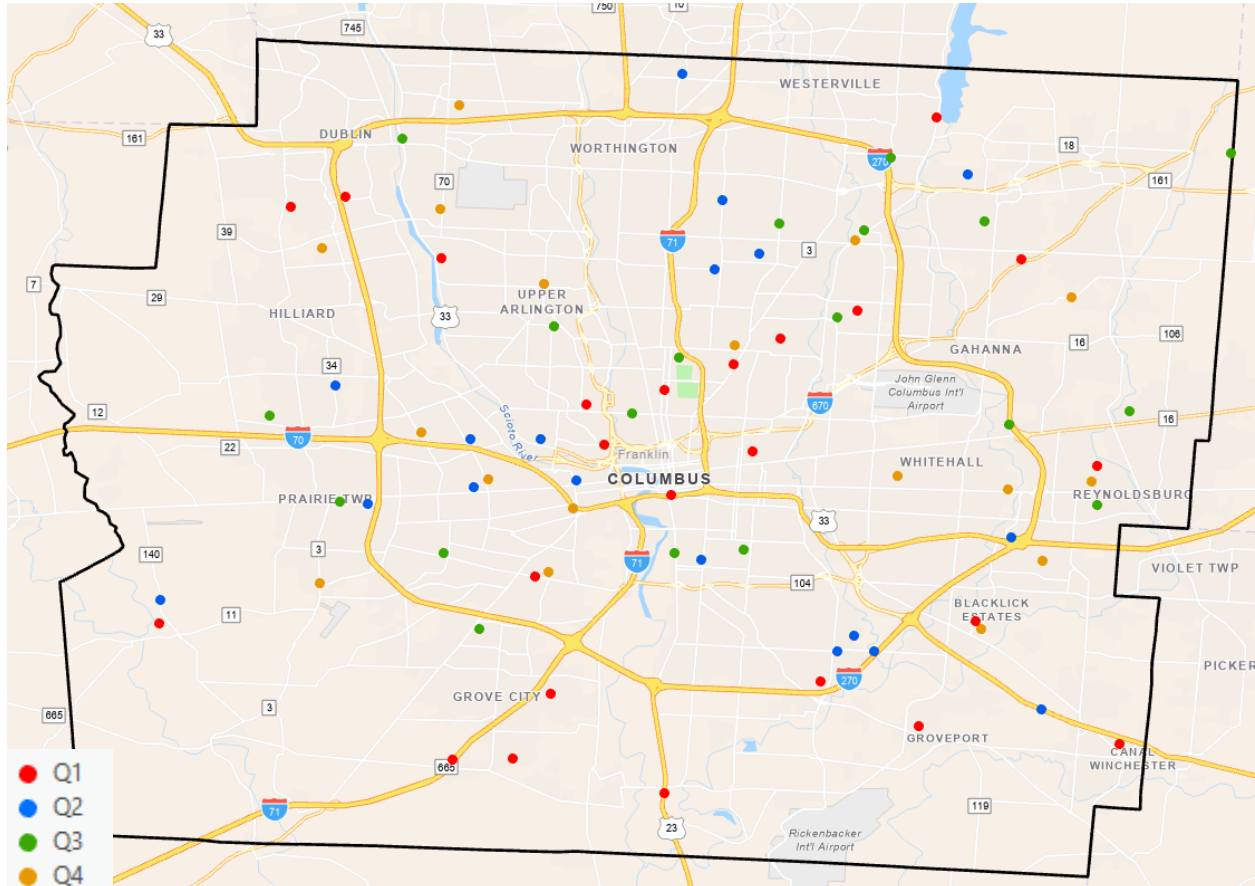 750
745
33
WESTERVILLE
161
DUBLIN
WORTHINGTON
18
270
70
161
39
71
3
7
29
UPPER
ARLINGTON
HILLIARD
33
106
16
GAHANNA
34
John Glenn
Columbus Int'l
Airport
670
12
16
Scioto River
70
22
Franklin
WHITEHALL
COLUMBUS
PRAIRIE TWP
REYNOLDSBURG
33
3
140
71
VIOLET TWP
104
11
BLACKLICK
ESTATES
PICKER
270
GROVE CITY
3
665
GROVEPORT
CANAL
WINCHESTER
665
Q1
Q2
Q3
Q4
71
23
119
Rickenbacker
Int'l Airport